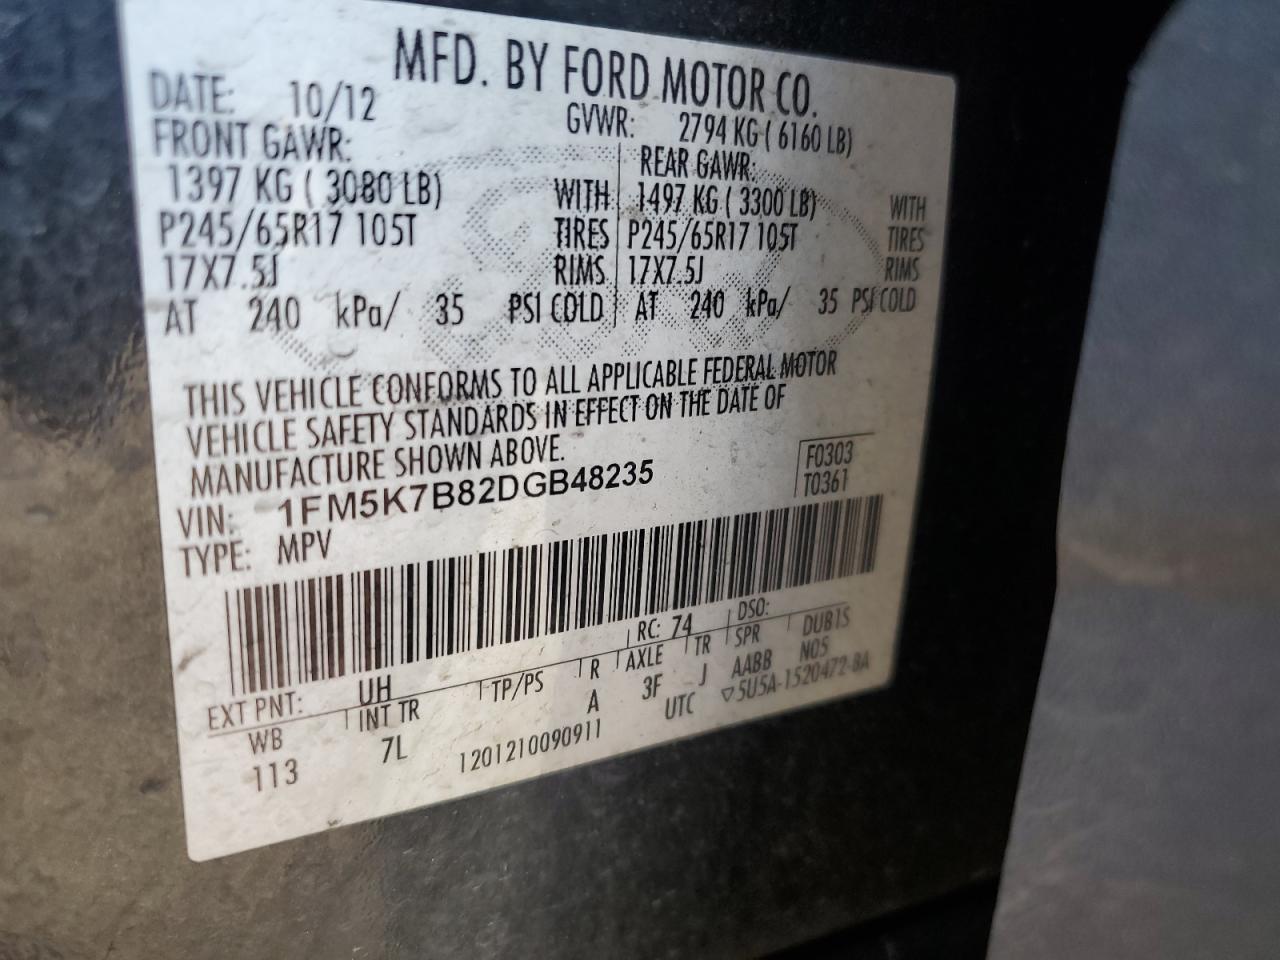 MFD. BY FORD MOTOR CO.
DATE: 10/12 GVWR: 2794 KG ( 6160 LB)
FRONT GAWR: REAR GAWR:
1397 KG ( 3080 LB) WITH 1497 KG ( 3300 LB) WITH
P245/65R17 105T TIRES P245/65R17 105T TIRES
17X7.5J RIMS 17X7.5J RIMS
AT 240 kPa/ 35 PSI COLD AT 240 kPa/ 35 PSI COLD
THIS VEHICLE CONFORMS TO ALL APPLICABLE FEDERAL MOTOR
VEHICLE SAFETY STANDARDS IN EFFECT ON THE DATE OF
MANUFACTURE SHOWN ABOVE.
VIN: 1FM5K7B82DGB48235 F0303
TYPE: MPV T0361
EXT PNT: UH RC: 74 DSO:
WB INT TR TP/PS R AXLE TR SPR DUB1S
113 7L A 3F J AABB N05
1201210090911 UTC ▽5U5A-1520472-BA